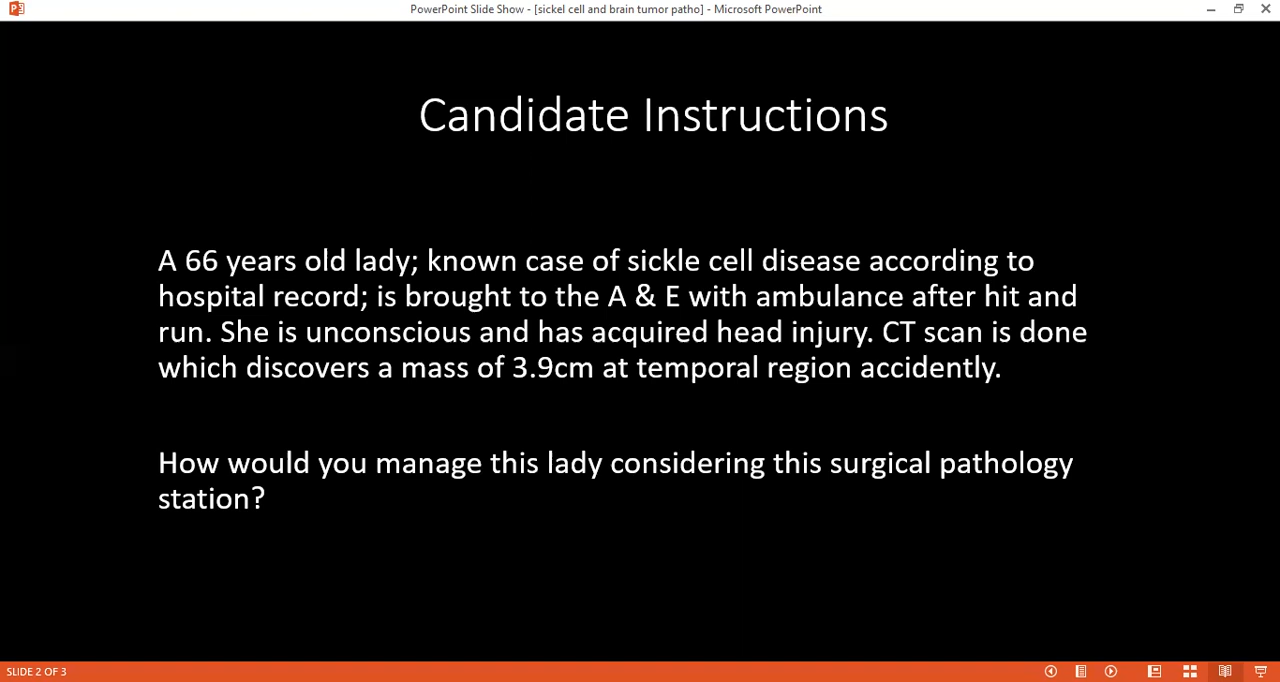 PowerPoint Slide Show - [sickel cell and brain tumor patho] - Microsoft PowerPoint
Candidate Instructions
A 66 years old lady; known case of sickle cell disease according to
hospital record; is brought to the A & E with ambulance after hit and
run. She is unconscious and has acquired head injury. CT scan is done
which discovers a mass of 3.9cm at temporal region accidently.
How would you manage this lady considering this surgical pathology
station?
SLIDE 2 OF 3